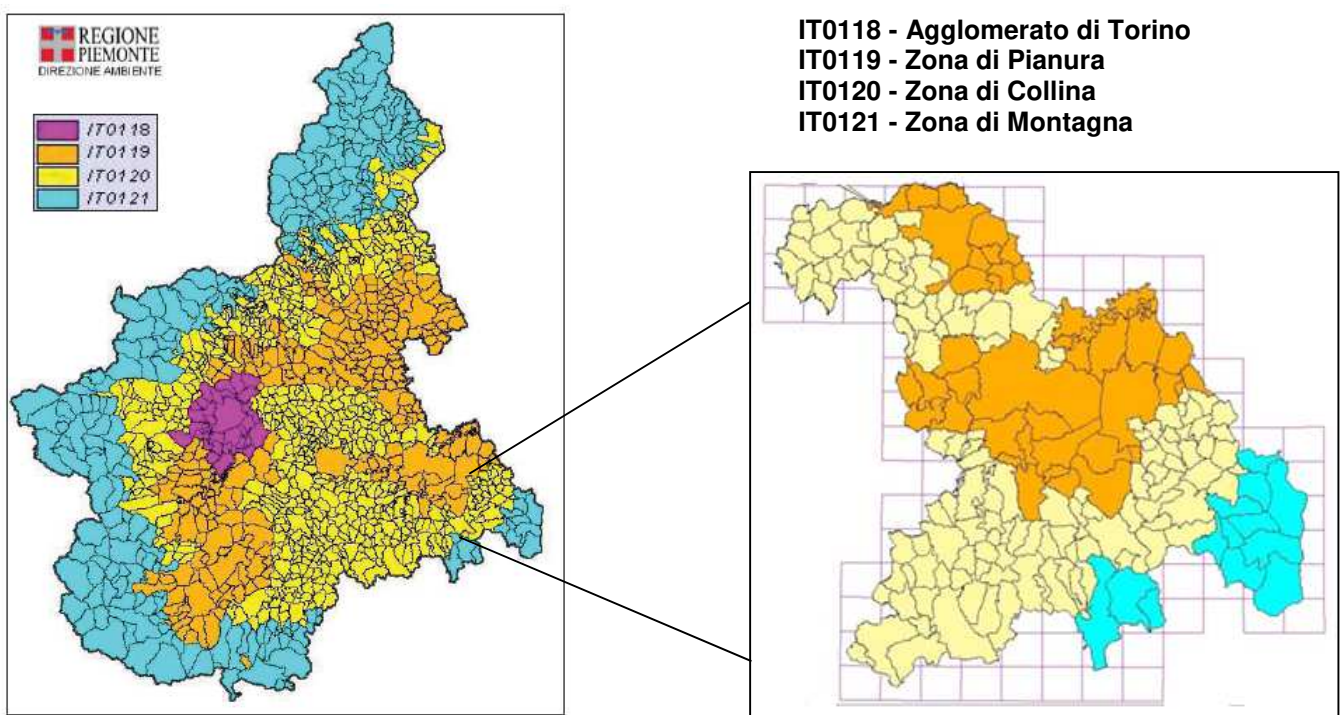 REGIONE
PIEMONTE
DIREZIONE AMBIENTE
IT0118
IT0119
IT0120
IT0121
IT0118 - Agglomerato di Torino
IT0119 - Zona di Pianura
IT0120 - Zona di Collina
IT0121 - Zona di Montagna